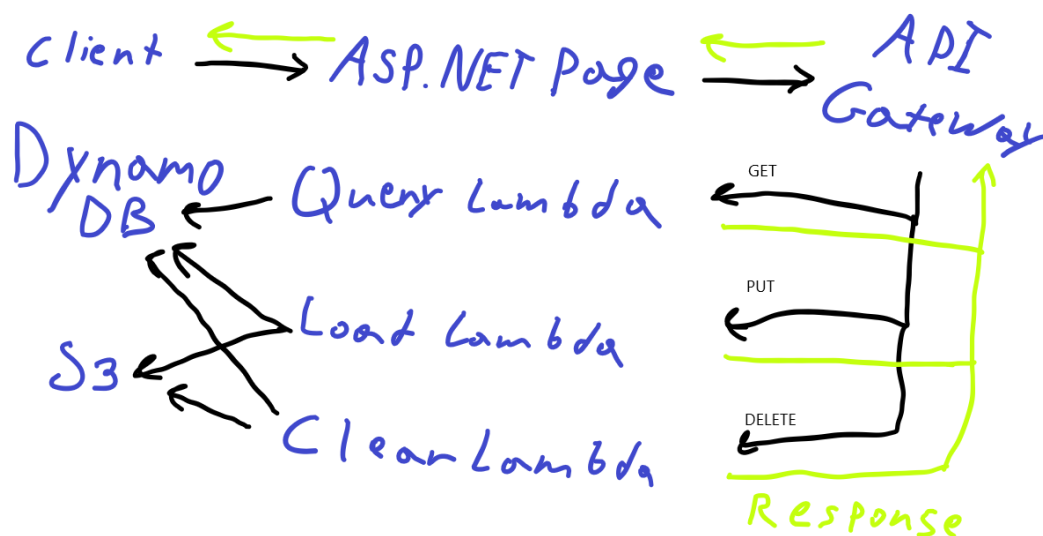 Client
ASP.NET Page
API
Gateway
Dynamo
DB
Query Lambda
GET
Load Lambda
PUT
S3
Clear Lambda
DELETE
Response